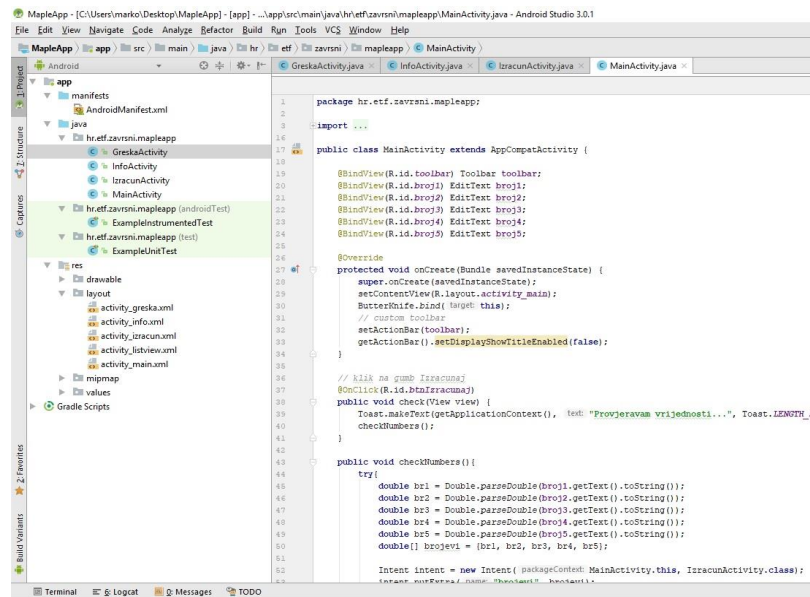 MapleApp - [C:\Users\marko\Desktop\MapleApp] - [app] - ...\app\src\main\java\hr\etf\zavrsni\mapleapp\MainActivity.java - Android Studio 3.0.1
File Edit View Navigate Code Analyze Refactor Build Run Tools VCS Window Help
MapleApp app src main java hr etf zavrsni mapleapp MainActivity
Android
GreskaActivity.java InfoActivity.java IzracunActivity.java MainActivity.java
1: Project
Z: Structure
Captures
2: Favorites
Build Variants
app
manifests
AndroidManifest.xml
java
hr.etf.zavrsni.mapleapp
GreskaActivity
InfoActivity
IzracunActivity
MainActivity
hr.etf.zavrsni.mapleapp (androidTest)
ExampleInstrumentedTest
hr.etf.zavrsni.mapleapp (test)
ExampleUnitTest
res
drawable
layout
activity_greska.xml
activity_info.xml
activity_izracun.xml
activity_listview.xml
activity_main.xml
mipmap
values
Gradle Scripts
1 package hr.etf.zavrsni.mapleapp;
2
3 import ...
16
17 public class MainActivity extends AppCompatActivity {
18
19 @BindView(R.id.toolbar) Toolbar toolbar;
20 @BindView(R.id.broj1) EditText broj1;
21 @BindView(R.id.broj2) EditText broj2;
22 @BindView(R.id.broj3) EditText broj3;
23 @BindView(R.id.broj4) EditText broj4;
24 @BindView(R.id.broj5) EditText broj5;
25
26 @Override
27 protected void onCreate(Bundle savedInstanceState) {
28 super.onCreate(savedInstanceState);
29 setContentView(R.layout.activity_main);
30 ButterKnife.bind( target: this);
31 // custom toolbar
32 setActionBar(toolbar);
33 getActionBar().setDisplayShowTitleEnabled(false);
34 }
35
36 // klik na gumb Izracunaj
37 @OnClick(R.id.btnIzracunaj)
38 public void check(View view) {
39 Toast.makeText(getApplicationContext(), text: "Provjeravam vrijednosti...", Toast.LENGTH_
40 checkNumbers();
41 }
42
43 public void checkNumbers(){
44 try{
45 double br1 = Double.parseDouble(broj1.getText().toString());
46 double br2 = Double.parseDouble(broj2.getText().toString());
47 double br3 = Double.parseDouble(broj3.getText().toString());
48 double br4 = Double.parseDouble(broj4.getText().toString());
49 double br5 = Double.parseDouble(broj5.getText().toString());
50 double[] brojevi = {br1, br2, br3, br4, br5};
51
52 Intent intent = new Intent( packageContext: MainActivity.this, IzracunActivity.class);
53 intent.putExtra( name: "brojevi", brojevi);
Terminal 6: Logcat 0: Messages TODO